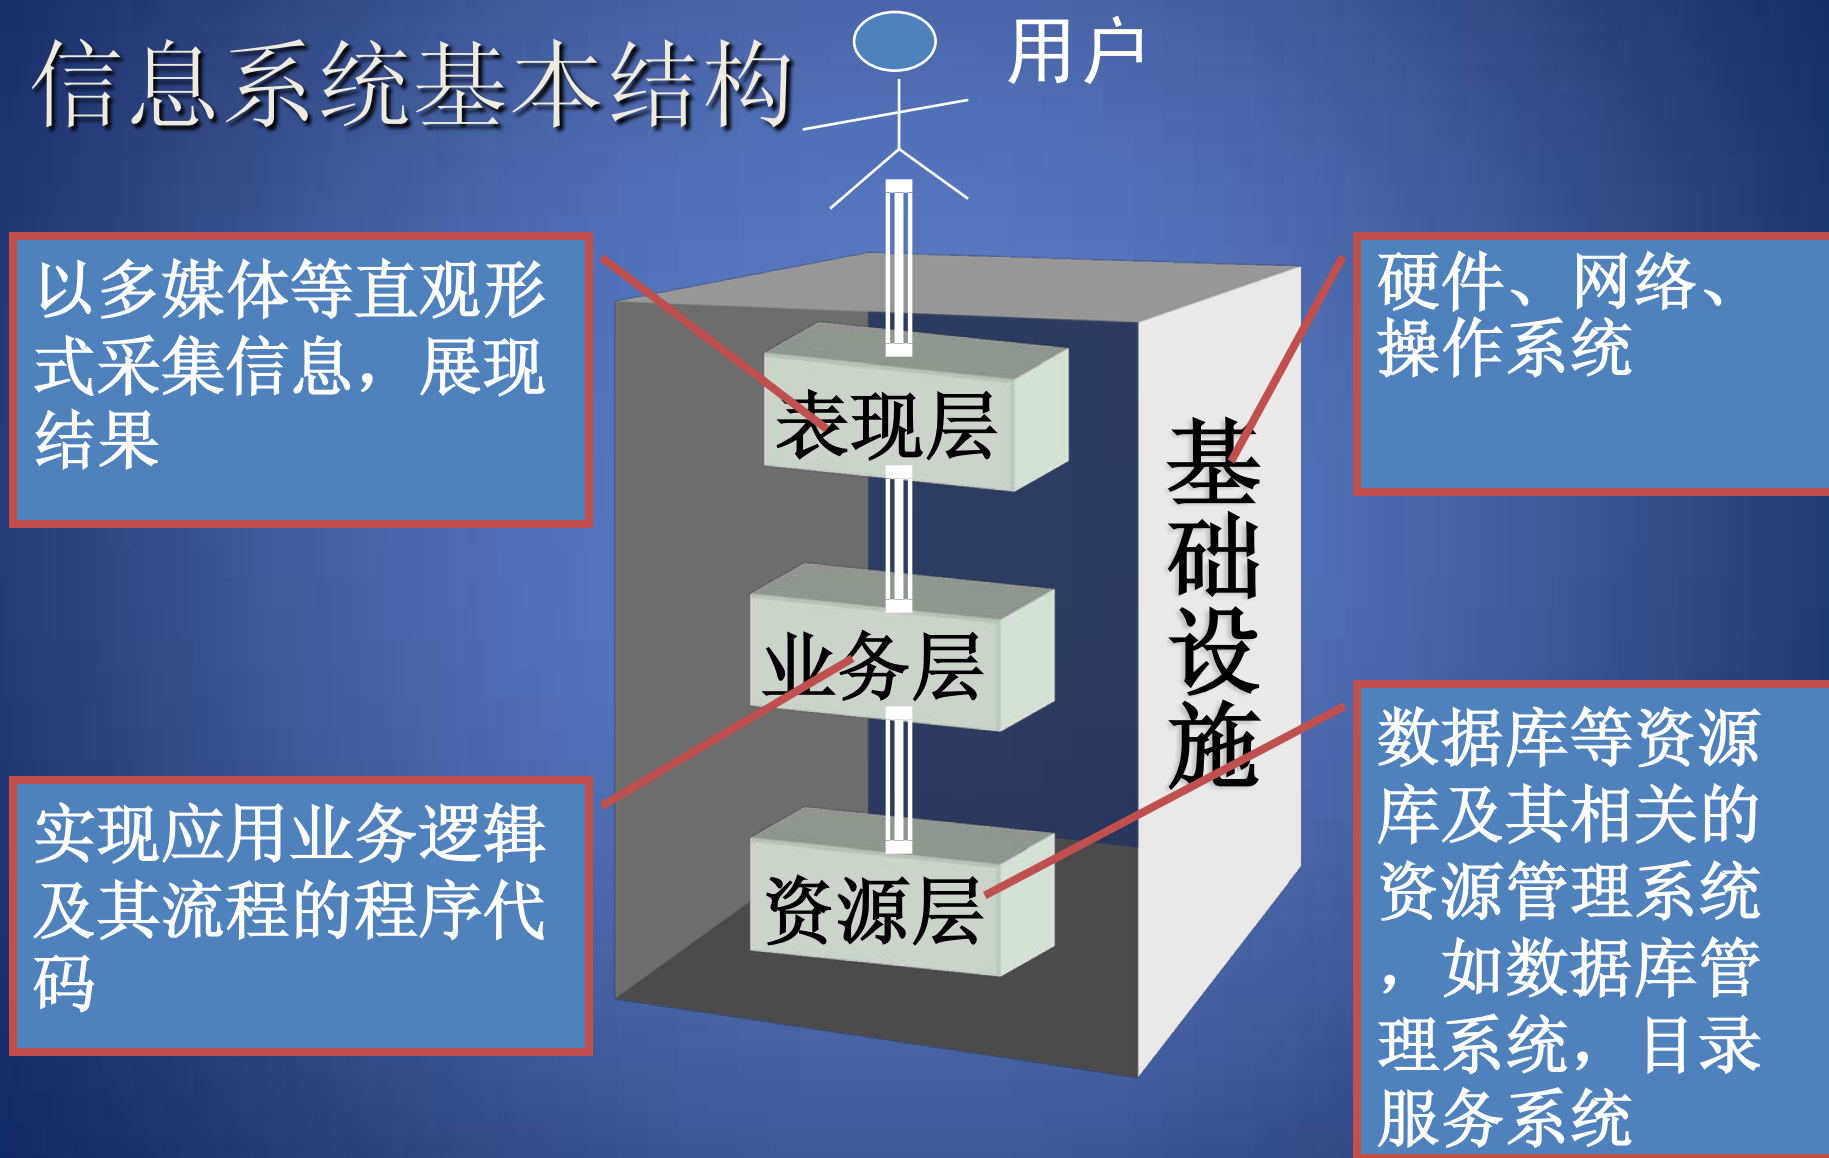 信息系统基本结构
用户
以多媒体等直观形
式采集信息，展现
结果
硬件、网络、
操作系统
表现层
业务层
资源层
基础设施
实现应用业务逻辑
及其流程的程序代
码
数据库等资源
库及其相关的
资源管理系统
，如数据库管
理系统，目录
服务系统